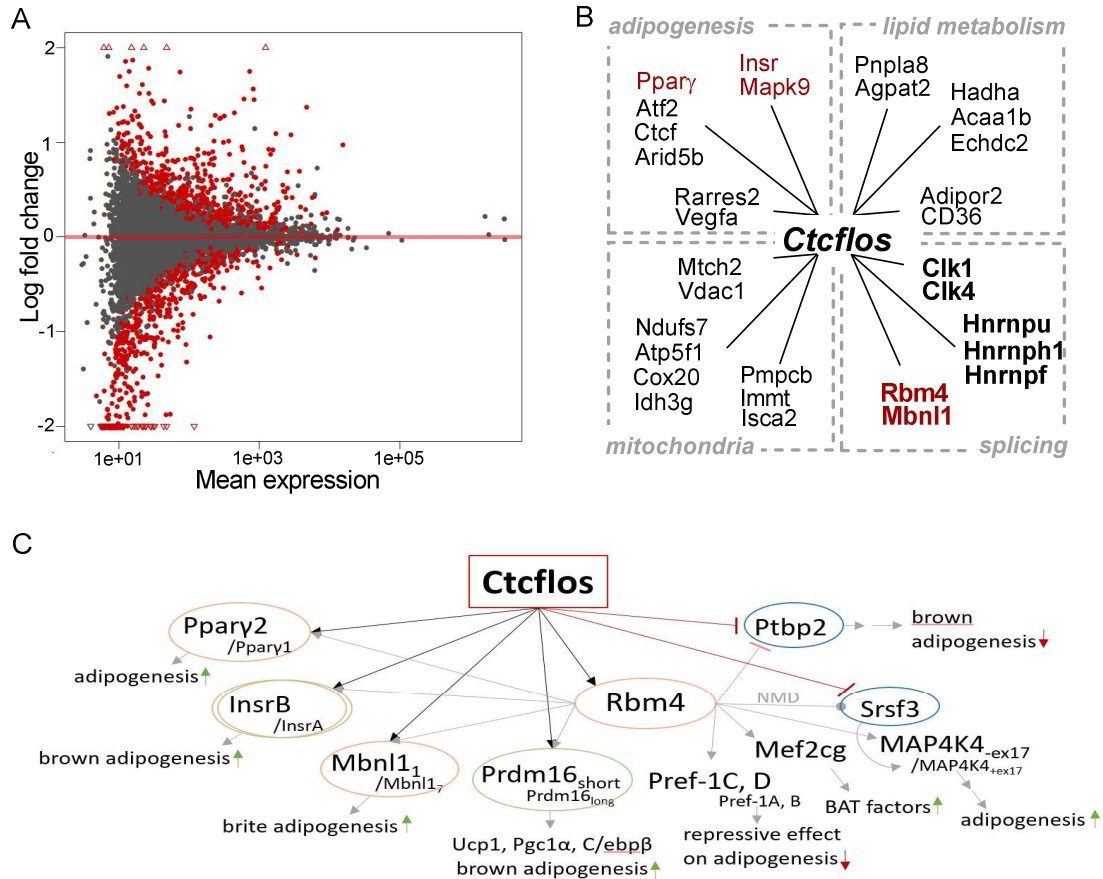 A
Log fold change
2
1
0
-1
-2
1e+01
1e+03
1e+05
Mean expression
B
adipogenesis
lipid metabolism
Pparγ
Atf2
Ctcf
Arid5b
Insr
Mapk9
Pnpla8
Agpat2
Hadha
Acaa1b
Echdc2
Rarres2
Vegfa
Adipor2
CD36
Ctcflos
Mtch2
Vdac1
Clk1
Clk4
Ndufs7
Atp5f1
Cox20
Idh3g
Pmpcb
Immt
Isca2
Hnrnpu
Hnrnph1
Hnrnpf
Rbm4
Mbnl1
mitochondria
splicing
C
Ctcflos
Pparγ2
/Pparγ1
adipogenesis
InsrB
/InsrA
brown adipogenesis
Mbnl1₁
/Mbnl1₇
brite adipogenesis
Prdm16short
Prdm16long
Ucp1, Pgc1α, C/ebpβ
brown adipogenesis
Rbm4
Pref-1C, D
Pref-1A, B
repressive effect
on adipogenesis
Mef2cg
BAT factors
NMD
Ptbp2
brown
adipogenesis
Srsf3
MAP4K4-ex17
/MAP4K4+ex17
adipogenesis